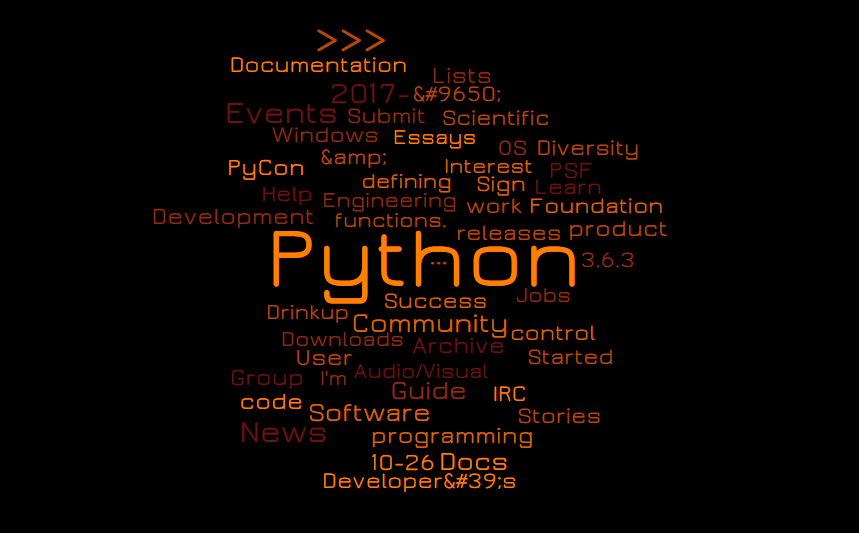 >>>
Documentation
Lists
2017- &#9650;
Events Submit Scientific
Windows Essays
OS Diversity
&amp;
PyCon Interest PSF
defining Sign Learn
Help Engineering work Foundation
Development functions.
releases product
Python
... 3.6.3
Success Jobs
Drinkup Community control
Downloads Archive
User Started
Group I'm Audio/Visual
Guide IRC
code Software Stories
News programming
10-26 Docs
Developer&#39;s